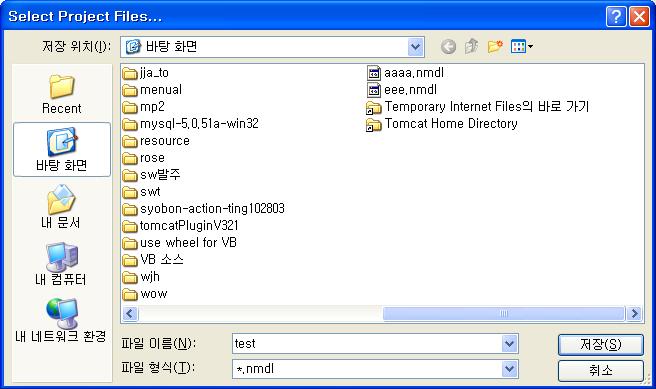 Select Project Files...
저장 위치(I):
바탕 화면
Recent
바탕 화면
내 문서
내 컴퓨터
내 네트워크 환경
jja_to
menual
mp2
mysql-5,0,51a-win32
resource
rose
sw발주
swt
syobon-action-ting102803
tomcatPluginV321
use wheel for VB
VB 소스
wjh
wow
aaaa,nmdl
eee,nmdl
Temporary Internet Files의 바로 가기
Tomcat Home Directory
파일 이름(N):
test
저장(S)
파일 형식(T):
*,nmdl
취소